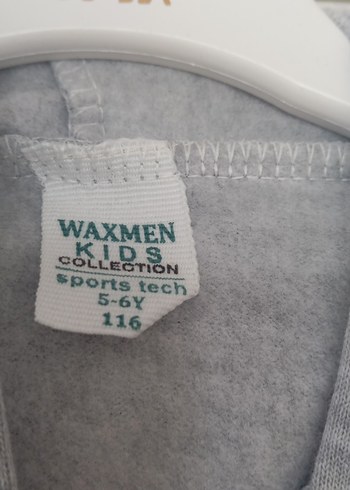 WAXMEN
KIDS
COLLECTION
sports tech
5-6Y
116